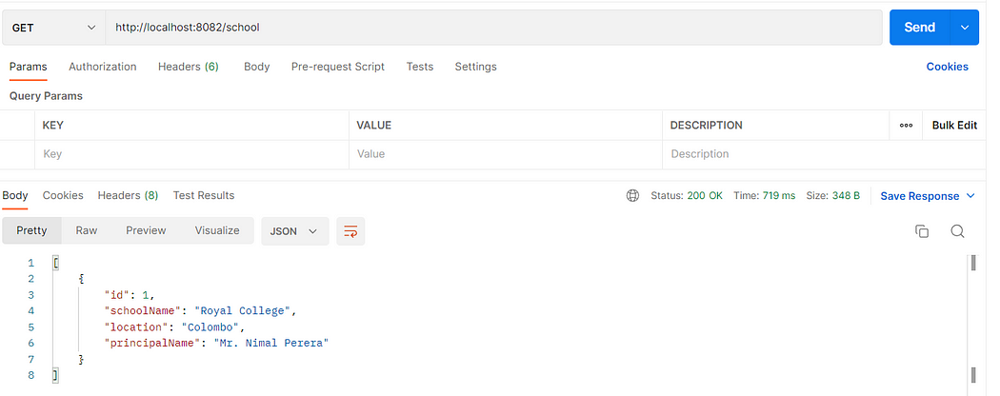 GET http://localhost:8082/school Send
Params Authorization Headers (6) Body Pre-request Script Tests Settings Cookies
Query Params
KEY VALUE DESCRIPTION ooo Bulk Edit
Key Value Description
Body Cookies Headers (8) Test Results Status: 200 OK Time: 719 ms Size: 348 B Save Response
Pretty Raw Preview Visualize JSON
1 [
2 {
3 "id": 1,
4 "schoolName": "Royal College",
5 "location": "Colombo",
6 "principalName": "Mr. Nimal Perera"
7 }
8 ]